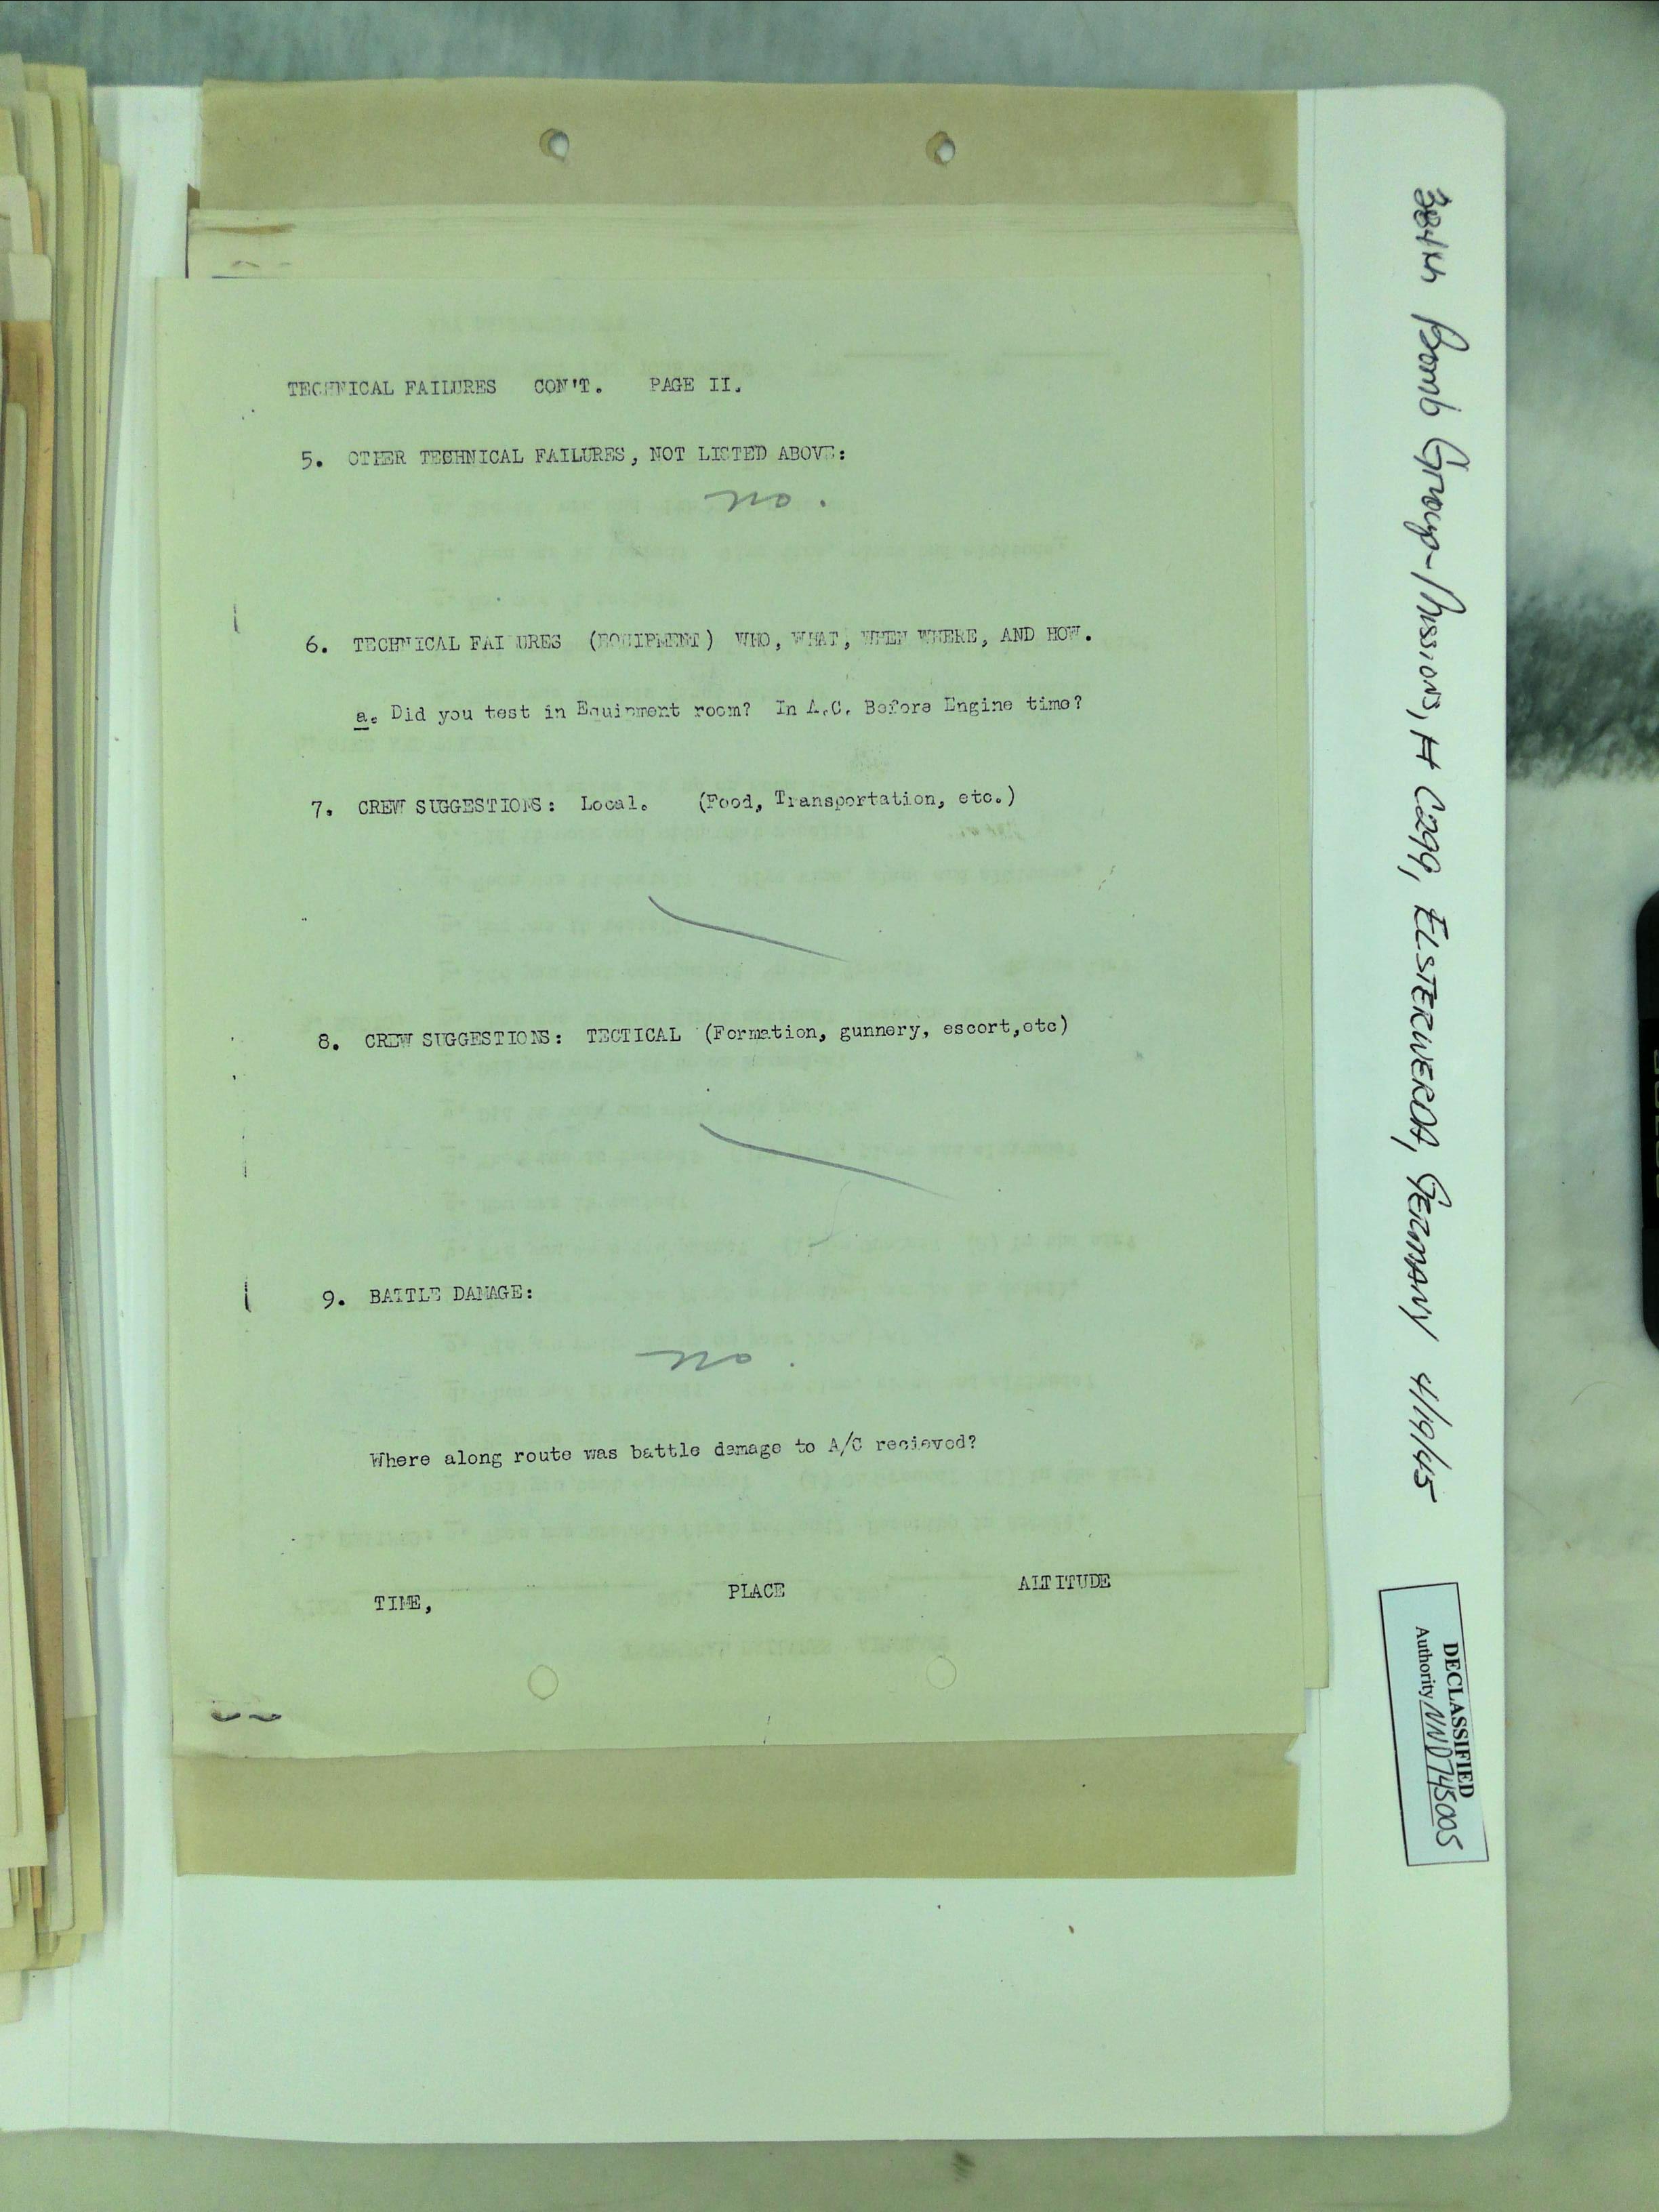 TECHNICAL FAILURES CON'T. PAGE II.
5. OTHER TECHNICAL FAILURES, NOT LISTED ABOVE:
no.
6. TECHNICAL FAILURES (EQUIPMENT) WHO, WHAT, WHEN WHERE, AND HOW.
a. Did you test in Equipment room? In A.C. Before Engine time?
7. CREW SUGGESTIONS: Local. (Food, Transportation, etc.)
8. CREW SUGGESTIONS: TECTICAL (Formation, gunnery, escort,etc)
9. BATTLE DAMAGE:
no.
Where along route was battle damage to A/C recieved?
TIME, PLACE ALTITUDE
384th Bomb Group-Mission, # C299, ELSTERWERDA, GERMANY 4/19/45
DECLASSIFIED
Authority NND745005